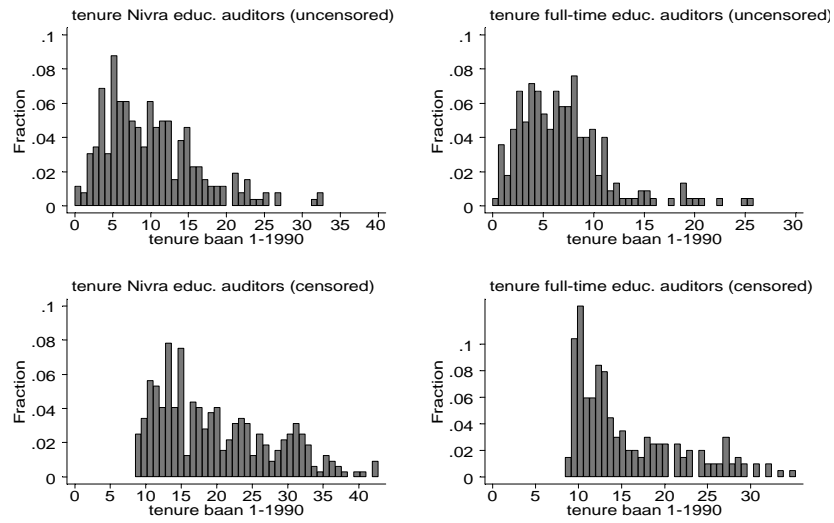 tenure Nivra educ. auditors (uncensored)
.1
.08
.06
.04
.02
0
Fraction
0 5 10 15 20 25 30 35 40
tenure baan 1-1990
tenure full-time educ. auditors (uncensored)
.1
.08
.06
.04
.02
0
Fraction
0 5 10 15 20 25 30
tenure baan 1-1990
tenure Nivra educ. auditors (censored)
.1
.08
.06
.04
.02
0
Fraction
0 5 10 15 20 25 30 35 40
tenure baan 1-1990
tenure full-time educ. auditors (censored)
.1
.08
.06
.04
.02
0
Fraction
0 5 10 15 20 25 30
tenure baan 1-1990